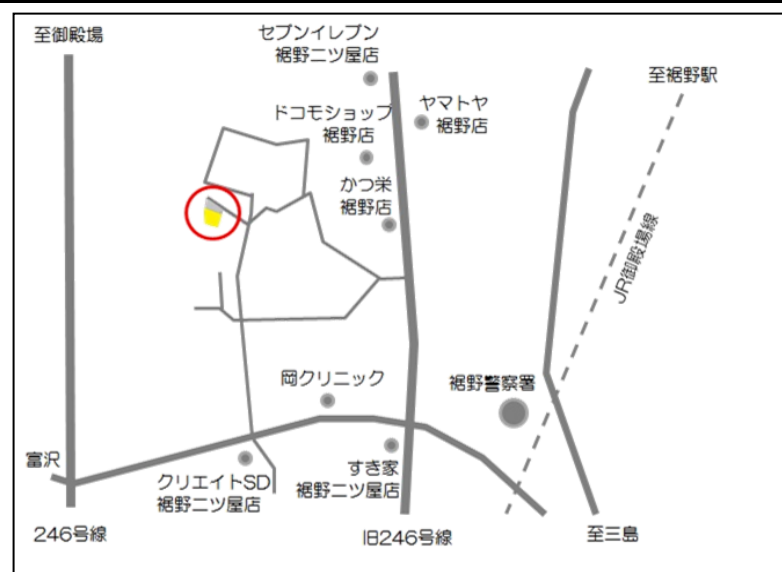 至御殿場
セブンイレブン
裾野二ツ屋店
至裾野駅
ドコモショップ
裾野店
ヤマトヤ
裾野店
かつ栄
裾野店
JR御殿場線
岡クリニック
裾野警察署
富沢
クリエイトSD
裾野二ツ屋店
すき家
裾野二ツ屋店
246号線
旧246号線
至三島